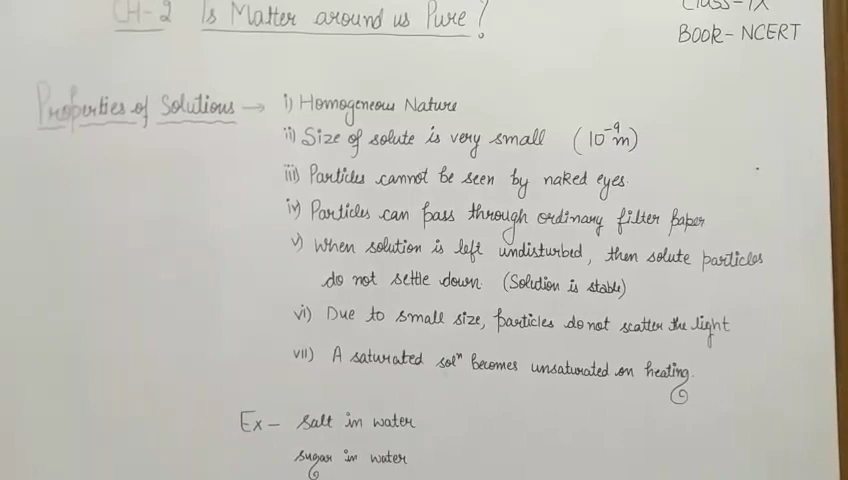 CH-2 Is Matter around us Pure?
Class-IX
Book- NCERT
Properties of Solutions → i) Homogeneous Nature
ii) Size of solute is very small (10⁻⁹m)
iii) Particles cannot be seen by naked eyes.
iv) Particles can pass through ordinary filter paper
v) When solution is left undisturbed, then solute particles
do not settle down. (Solution is stable)
vi) Due to small size, particles do not scatter the light
vii) A saturated solⁿ becomes unsaturated on heating.
Ex- salt in water
sugar in water